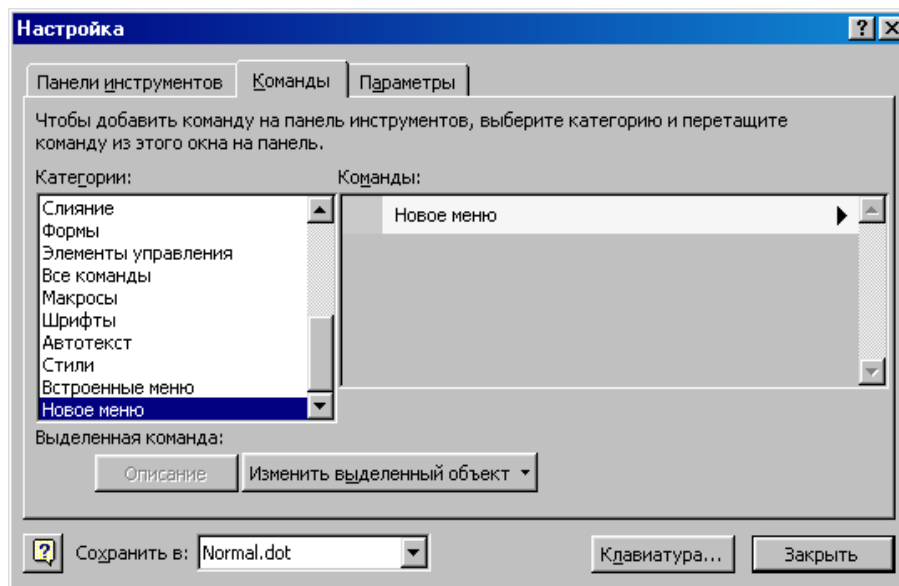 Настройка
Панели инструментов
Команды
Параметры
Чтобы добавить команду на панель инструментов, выберите категорию и перетащите
команду из этого окна на панель.
Категории:
Команды:
Слияние
Формы
Элементы управления
Все команды
Макросы
Шрифты
Автотекст
Стили
Встроенные меню
Новое меню
Новое меню
Выделенная команда:
Описание
Изменить выделенный объект
Сохранить в:
Normal.dot
Клавиатура...
Закрыть